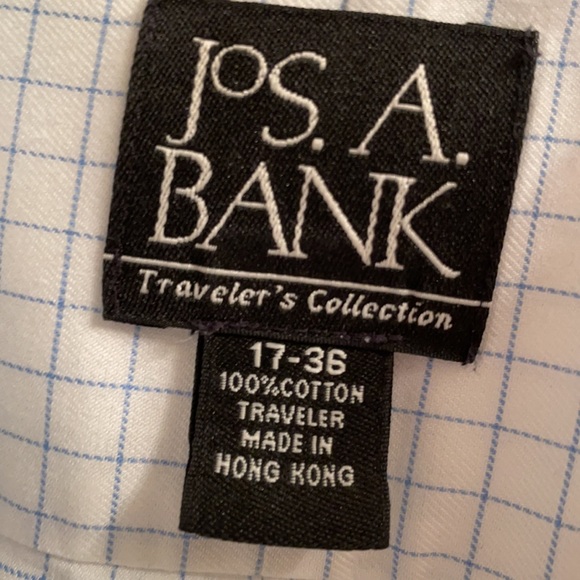 JOS. A.
BANK
Traveler's Collection
17-36
100%COTTON
TRAVELER
MADE IN
HONG KONG